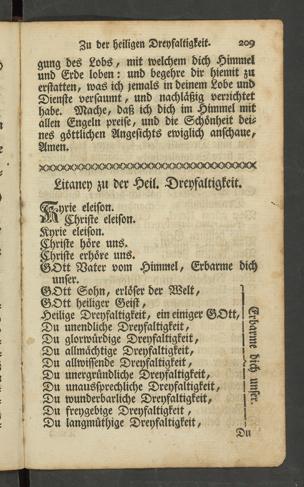 Zu der heiligen Dreyfaltigkeit. 209
gung des Lobs, mit welchem dich Himmel
und Erde loben: und begehre dir hiemit zu
erstatten, was ich jemals in deinem Lobe und
Dienste versaumt, und nachläßig verrichtet
habe. Mache, daß ich dich im Himmel mit
allen Engeln preise, und die Schönheit dei-
nes göttlichen Angesichts ewiglich anschaue,
Amen.
Litaney zu der Heil. Dreyfaltigkeit.
Kyrie eleison.
Christe eleison.
Kyrie eleison.
Christe höre uns.
Christe erhöre uns.
GOtt Vater vom Himmel, Erbarme dich
unser.
GOtt Sohn, erlöser der Welt,
GOtt heiliger Geist,
Heilige Dreyfaltigkeit, ein einiger GOtt,
Du unendliche Dreyfaltigkeit,
Du glorwürdige Dreyfaltigkeit,
Du allmächtige Dreyfaltigkeit,
Du allwissende Dreyfaltigkeit,
Du unergründliche Dreyfaltigkeit,
Du unaussprechliche Dreyfaltigkeit,
Du wunderbarliche Dreyfaltigkeit,
Du freygebige Dreyfaltigkeit,
Du langmüthige Dreyfaltigkeit,
Erbarme dich unser.
Du